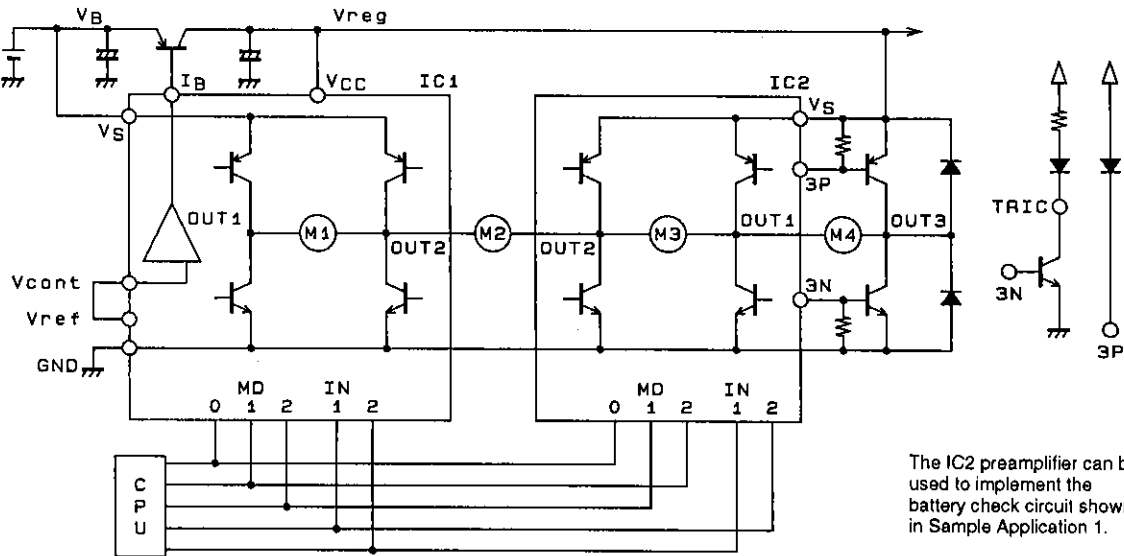 VB
Vreg
IB
VCC
IC1
IC2
VS
VS
3P
OUT1
M1
OUT2
M2
OUT2
M3
OUT1
M4
OUT3
TRIC
Vcont
Vref
3N
3N
GND
3P
MD
IN
0 1 2 1 2
MD
IN
0 1 2 1 2
CPU
The IC2 preamplifier can b
used to implement the
battery check circuit shown
in Sample Application 1.